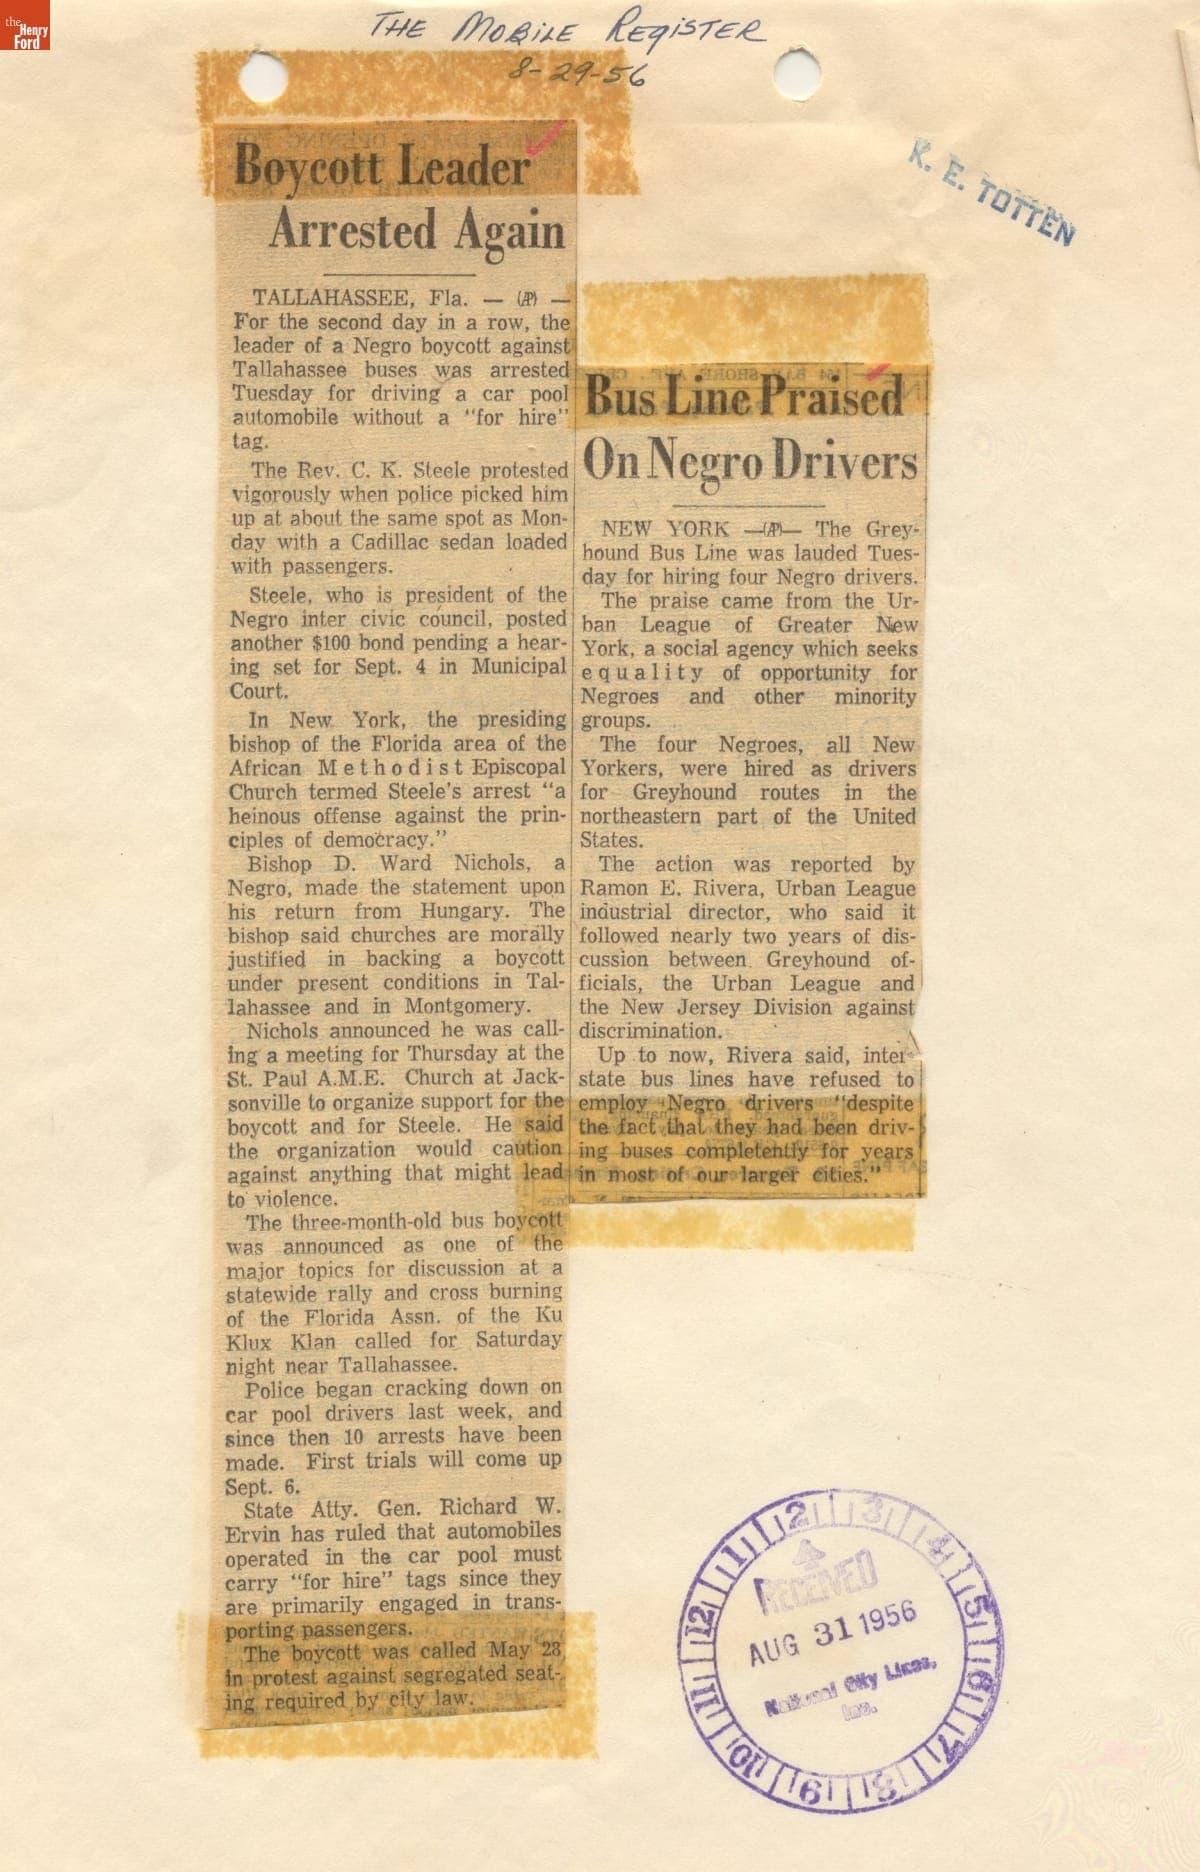 the
Henry
Ford
THE MOBILE REGISTER
8-29-56
K. E. TOTTEN
Boycott Leader
Arrested Again
TALLAHASSEE, Fla. — (AP) —
For the second day in a row, the
leader of a Negro boycott against
Tallahassee buses was arrested
Tuesday for driving a car pool
automobile without a "for hire"
tag.
The Rev. C. K. Steele protested
vigorously when police picked him
up at about the same spot as Mon-
day with a Cadillac sedan loaded
with passengers.
Steele, who is president of the
Negro inter civic council, posted
another $100 bond pending a hear-
ing set for Sept. 4 in Municipal
Court.
In New York, the presiding
bishop of the Florida area of the
African Methodist Episcopal
Church termed Steele's arrest "a
heinous offense against the prin-
ciples of democracy."
Bishop D. Ward Nichols, a
Negro, made the statement upon
his return from Hungary. The
bishop said churches are morally
justified in backing a boycott
under present conditions in Tal-
lahassee and in Montgomery.
Nichols announced he was call-
ing a meeting for Thursday at the
St. Paul A.M.E. Church at Jack-
sonville to organize support for the
boycott and for Steele. He said
the organization would caution
against anything that might lead
to violence.
The three-month-old bus boycott
was announced as one of the
major topics for discussion at a
statewide rally and cross burning
of the Florida Assn. of the Ku
Klux Klan called for Saturday
night near Tallahassee.
Police began cracking down on
car pool drivers last week, and
since then 10 arrests have been
made. First trials will come up
Sept. 6.
State Atty. Gen. Richard W.
Ervin has ruled that automobiles
operated in the car pool must
carry "for hire" tags since they
are primarily engaged in trans-
porting passengers.
The boycott was called May 28
in protest against segregated seat-
ing required by city law.
Bus Line Praised
On Negro Drivers
NEW YORK —(AP)— The Grey-
hound Bus Line was lauded Tues-
day for hiring four Negro drivers.
The praise came from the Ur-
ban League of Greater New
York, a social agency which seeks
equality of opportunity for
Negroes and other minority
groups.
The four Negroes, all New
Yorkers, were hired as drivers
for Greyhound routes in the
northeastern part of the United
States.
The action was reported by
Ramon E. Rivera, Urban League
industrial director, who said it
followed nearly two years of dis-
cussion between Greyhound of-
ficials, the Urban League and
the New Jersey Division against
discrimination.
Up to now, Rivera said, inter-
state bus lines have refused to
employ Negro drivers "despite
the fact that they had been driv-
ing buses completently for years
in most of our larger cities."
12 1 2 3 4 5 6 7 8 9 10 11
RECEIVED
AUG 31 1956
National City Lines,
Inc.